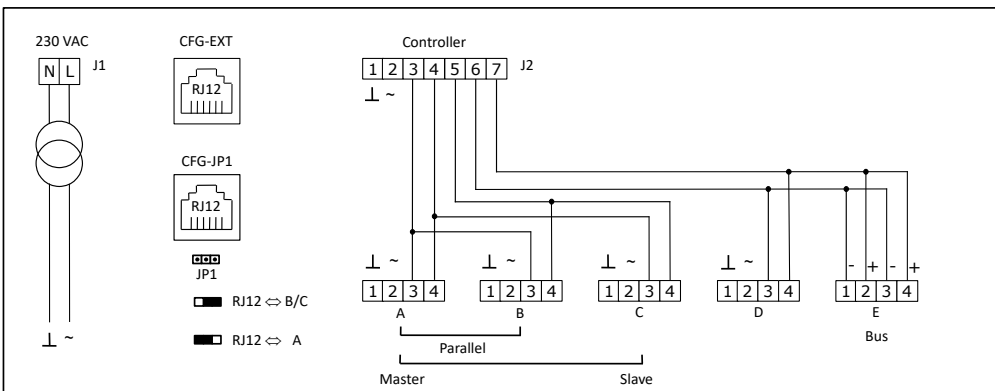 230 VAC
N L J1
⊥ ~
CFG-EXT
RJ12
CFG-JP1
RJ12
JP1
RJ12 ⇔ B/C
RJ12 ⇔ A
Controller
1 2 3 4 5 6 7 J2
⊥ ~
⊥ ~ ⊥ ~ ⊥ ~ ⊥ ~ - + - +
1 2 3 4 1 2 3 4 1 2 3 4 1 2 3 4 1 2 3 4
A B C D E
Bus
Parallel
Master Slave